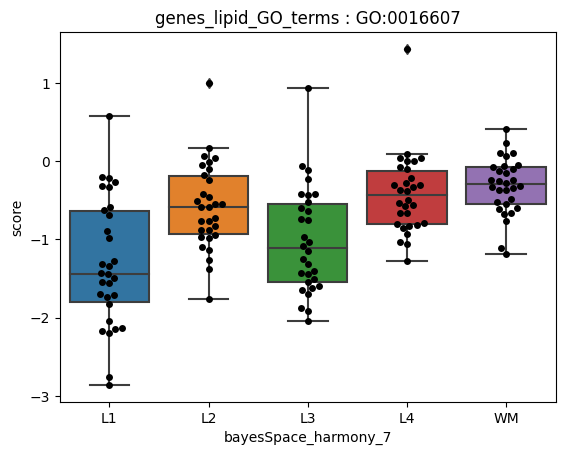 genes_lipid_GO_terms : GO:0016607
1
0
−1
−2
−3
score
L1 L2 L3 L4 WM
bayesSpace_harmony_7